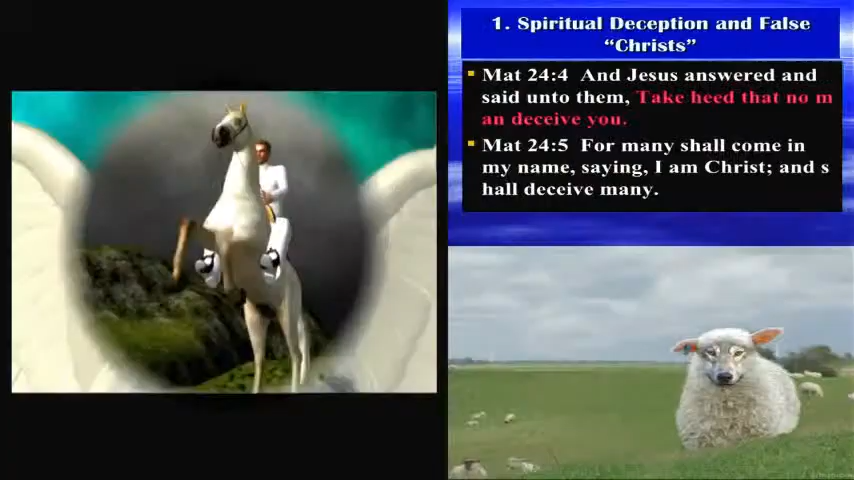 1. Spiritual Deception and False
“Christs”
Mat 24:4 And Jesus answered and
said unto them, Take heed that no m
an deceive you.
Mat 24:5 For many shall come in
my name, saying, I am Christ; and s
hall deceive many.